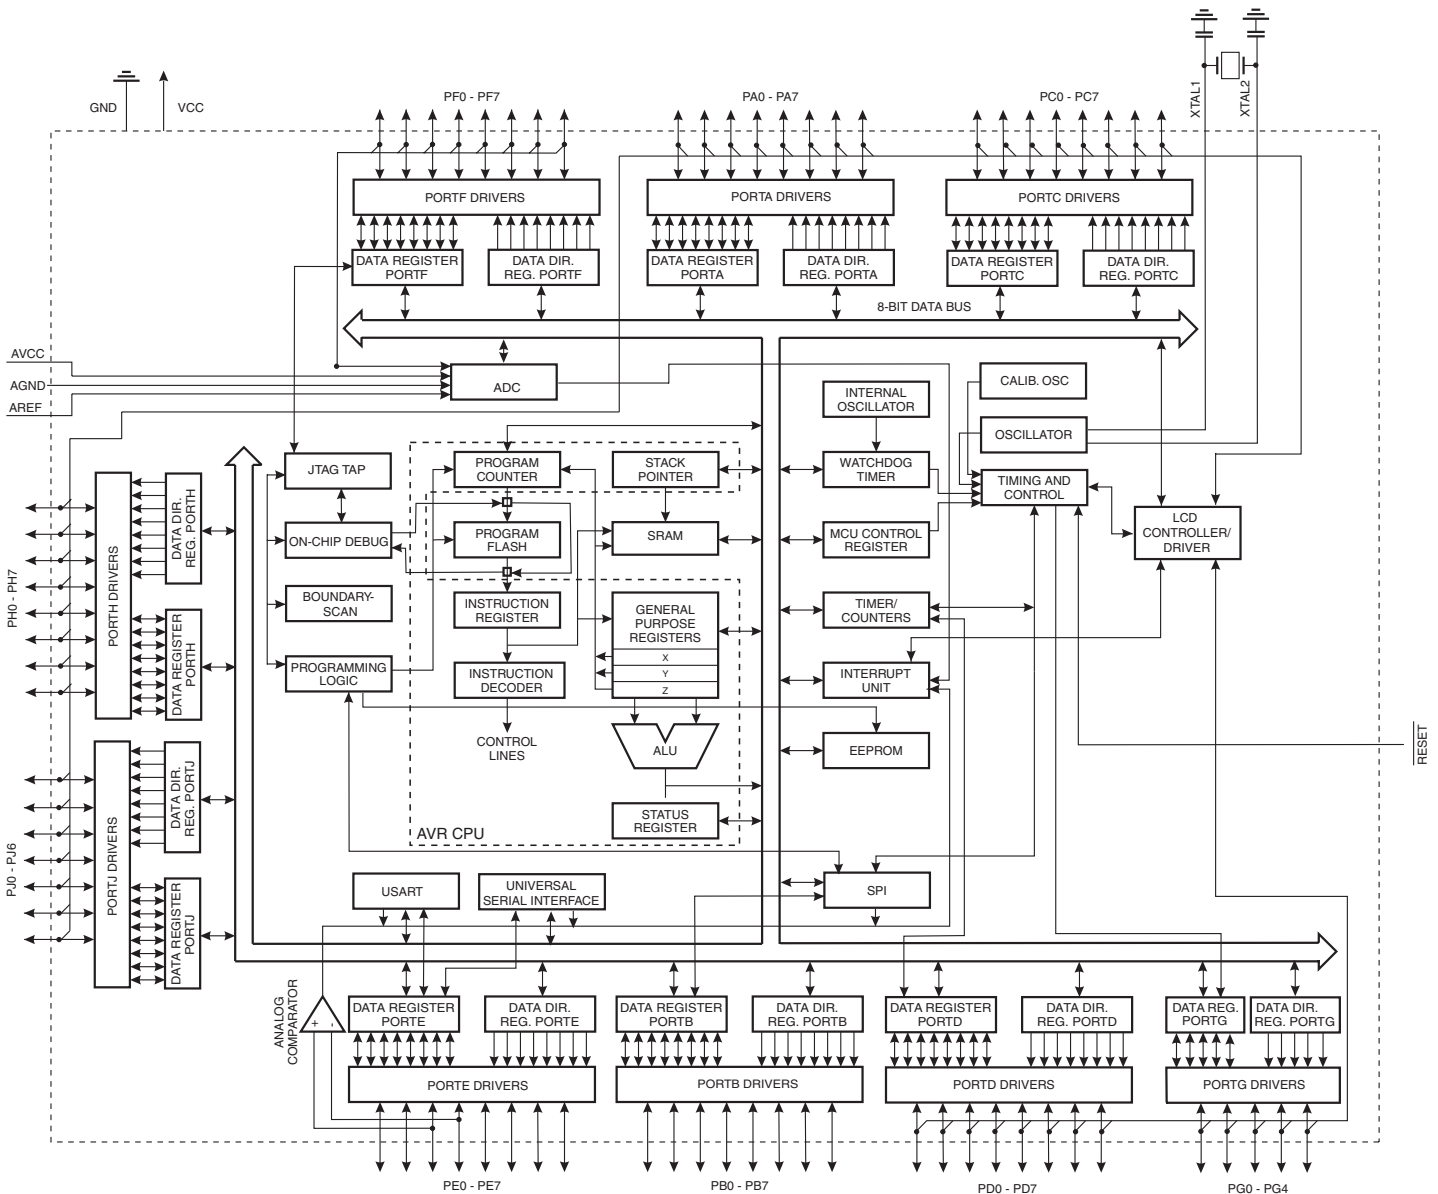 XTAL1
XTAL2
GND
VCC
PF0 - PF7
PA0 - PA7
PC0 - PC7
PORTF DRIVERS
PORTA DRIVERS
PORTC DRIVERS
DATA REGISTER
PORTF
DATA DIR.
REG. PORTF
DATA REGISTER
PORTA
DATA DIR.
REG. PORTA
DATA REGISTER
PORTC
DATA DIR.
REG. PORTC
8-BIT DATA BUS
AVCC
AGND
AREF
ADC
INTERNAL
OSCILLATOR
CALIB. OSC
OSCILLATOR
JTAG TAP
PROGRAM
COUNTER
STACK
POINTER
WATCHDOG
TIMER
TIMING AND
CONTROL
LCD
CONTROLLER/
DRIVER
ON-CHIP DEBUG
PROGRAM
FLASH
SRAM
MCU CONTROL
REGISTER
BOUNDARY-
SCAN
INSTRUCTION
REGISTER
GENERAL
PURPOSE
REGISTERS
X
Y
Z
TIMER/
COUNTERS
PROGRAMMING
LOGIC
INSTRUCTION
DECODER
INTERRUPT
UNIT
CONTROL
LINES
ALU
EEPROM
RESET
STATUS
REGISTER
AVR CPU
PH0 - PH7
PORTH DRIVERS
DATA DIR.
REG. PORTH
DATA REGISTER
PORTH
PJ0 - PJ6
PORTJ DRIVERS
DATA DIR.
REG. PORTJ
DATA REGISTER
PORTJ
USART
UNIVERSAL
SERIAL INTERFACE
SPI
ANALOG
COMPARATOR
+
-
DATA REGISTER
PORTE
DATA DIR.
REG. PORTE
DATA REGISTER
PORTB
DATA DIR.
REG. PORTB
DATA REGISTER
PORTD
DATA DIR.
REG. PORTD
DATA REG.
PORTG
DATA DIR.
REG. PORTG
PORTE DRIVERS
PORTB DRIVERS
PORTD DRIVERS
PORTG DRIVERS
PE0 - PE7
PB0 - PB7
PD0 - PD7
PG0 - PG4